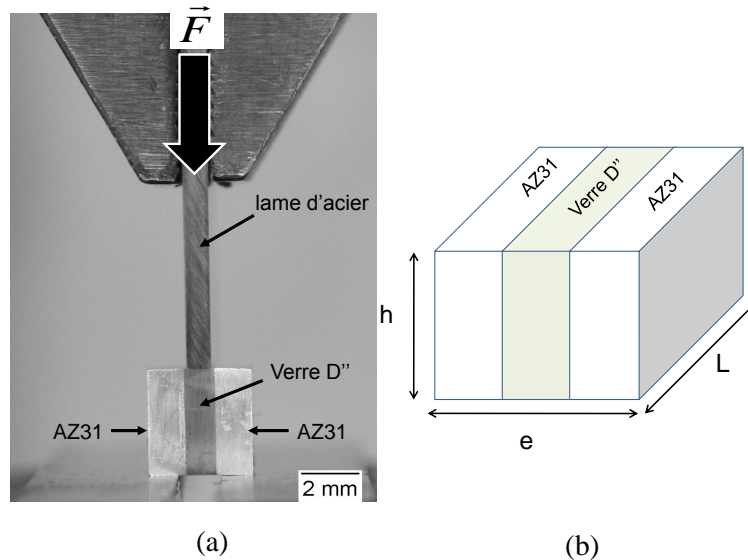 F
lame d'acier
Verre D''
AZ31
AZ31
2 mm
(a)
AZ31
Verre D''
AZ31
h
L
e
(b)